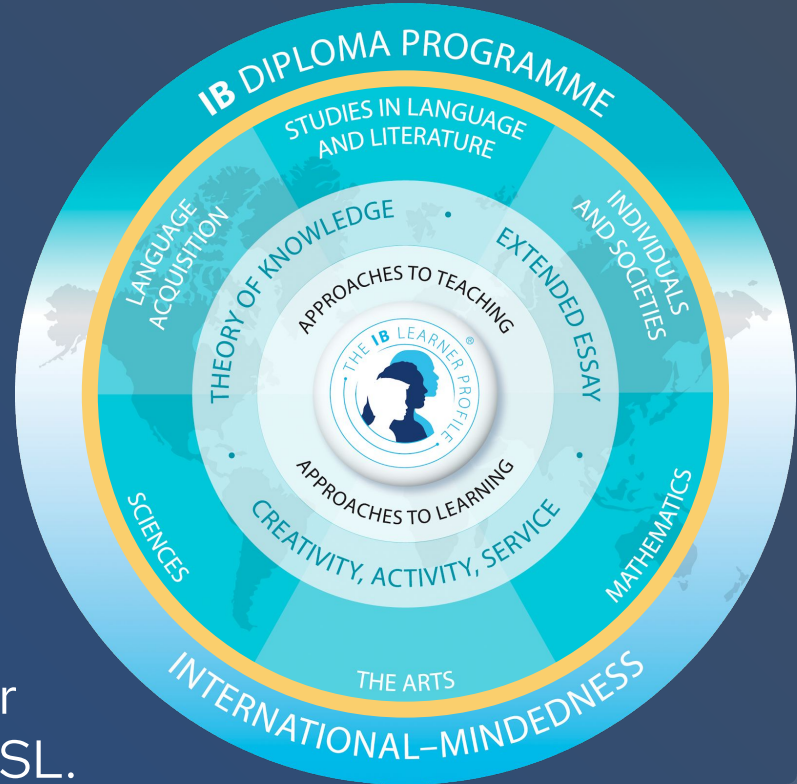 IB DIPLOMA PROGRAMME
STUDIES IN LANGUAGE
AND LITERATURE
LANGUAGE
ACQUISITION
INDIVIDUALS
AND SOCIETIES
THEORY OF KNOWLEDGE
•
EXTENDED ESSAY
APPROACHES TO TEACHING
• THE IB LEARNER PROFILE •
®
APPROACHES TO LEARNING
•
•
CREATIVITY, ACTIVITY, SERVICE
SCIENCES
MATHEMATICS
THE ARTS
INTERNATIONAL–MINDEDNESS
r
SL.